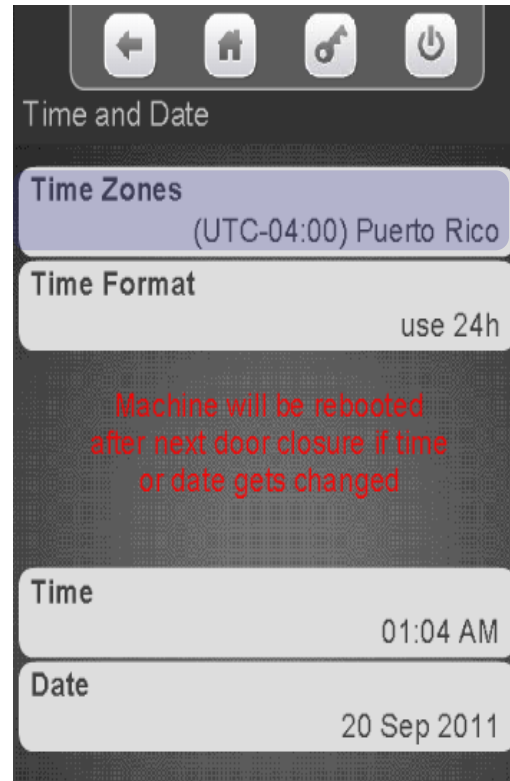 Time and Date
Time Zones
(UTC-04:00) Puerto Rico
Time Format
use 24h
Machine will be rebooted
after next door closure if time
or date gets changed
Time
01:04 AM
Date
20 Sep 2011